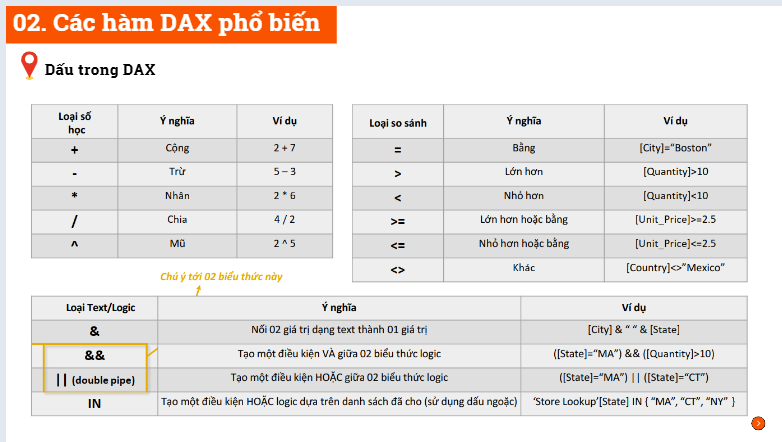 02. Các hàm DAX phổ biến
Dấu trong DAX
Loại số học | Ý nghĩa | Ví dụ
+ | Cộng | 2 + 7
- | Trừ | 5 – 3
* | Nhân | 2 * 6
/ | Chia | 4 / 2
^ | Mũ | 2 ^ 5
Loại so sánh | Ý nghĩa | Ví dụ
= | Bằng | [City]=“Boston”
> | Lớn hơn | [Quantity]>10
< | Nhỏ hơn | [Quantity]<10
>= | Lớn hơn hoặc bằng | [Unit_Price]>=2.5
<= | Nhỏ hơn hoặc bằng | [Unit_Price]<=2.5
<> | Khác | [Country]<>”Mexico”
Chú ý tới 02 biểu thức này
Loại Text/Logic | Ý nghĩa | Ví dụ
& | Nối 02 giá trị dạng text thành 01 giá trị | [City] & “ “ & [State]
&& | Tạo một điều kiện VÀ giữa 02 biểu thức logic | ([State]=“MA”) && ([Quantity]>10)
|| (double pipe) | Tạo một điều kiện HOẶC giữa 02 biểu thức logic | ([State]=“MA”) || ([State]=“CT”)
IN | Tạo một điều kiện HOẶC logic dựa trên danh sách đã cho (sử dụng dấu ngoặc) | ‘Store Lookup’[State] IN { “MA”, “CT”, “NY” }